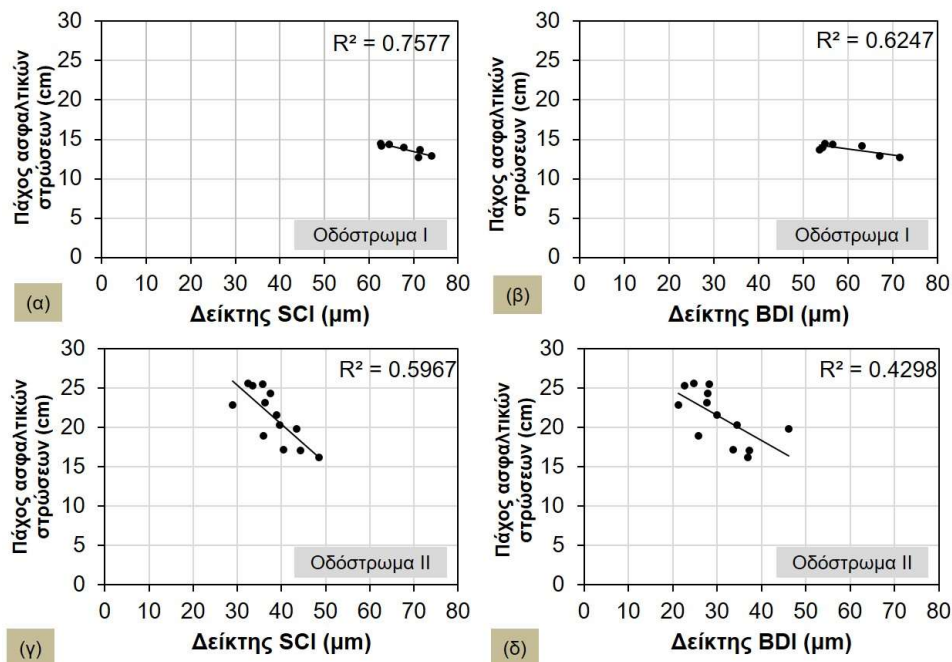 Πάχος ασφαλτικών
στρώσεων (cm)
30
25
20
15
10
5
0
R² = 0.7577
Οδόστρωμα I
0 10 20 30 40 50 60 70 80
(α)
Δείκτης SCI (μm)
Πάχος ασφαλτικών
στρώσεων (cm)
30
25
20
15
10
5
0
R² = 0.6247
Οδόστρωμα I
0 10 20 30 40 50 60 70 80
(β)
Δείκτης BDI (μm)
Πάχος ασφαλτικών
στρώσεων (cm)
30
25
20
15
10
5
0
R² = 0.5967
Οδόστρωμα II
0 10 20 30 40 50 60 70 80
(γ)
Δείκτης SCI (μm)
Πάχος ασφαλτικών
στρώσεων (cm)
30
25
20
15
10
5
0
R² = 0.4298
Οδόστρωμα II
0 10 20 30 40 50 60 70 80
(δ)
Δείκτης BDI (μm)